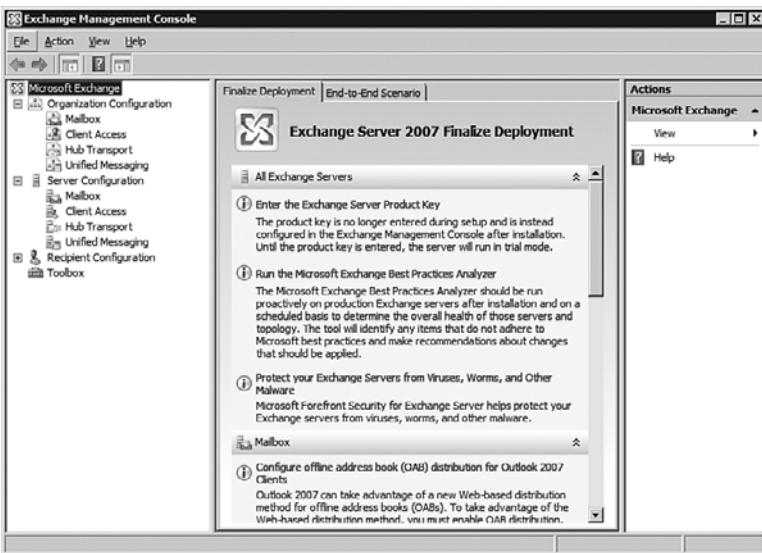 Exchange Management Console
File Action View Help
Microsoft Exchange
Organization Configuration
Mailbox
Client Access
Hub Transport
Unified Messaging
Server Configuration
Mailbox
Client Access
Hub Transport
Unified Messaging
Recipient Configuration
Toolbox
Finalize Deployment End-to-End Scenario
Exchange Server 2007 Finalize Deployment
All Exchange Servers
Enter the Exchange Server Product Key
The product key is no longer entered during setup and is instead
configured in the Exchange Management Console after installation.
Until the product key is entered, the server will run in trial mode.
Run the Microsoft Exchange Best Practices Analyzer
The Microsoft Exchange Best Practices Analyzer should be run
proactively on production Exchange servers after installation and on a
scheduled basis to determine the overall health of those servers and
topology. The tool will identify any items that do not adhere to
Microsoft best practices and make recommendations about changes
that should be applied.
Protect your Exchange Servers from Viruses, Worms, and Other
Malware
Microsoft Forefront Security for Exchange Server helps protect your
Exchange servers from viruses, worms, and other malware.
Mailbox
Configure offline address book (OAB) distribution for Outlook 2007
Clients
Outlook 2007 can take advantage of a new Web-based distribution
method for offline address books (OABs). To take advantage of the
Web-based distribution method, you must enable OAB distribution,
Actions
Microsoft Exchange
View
Help